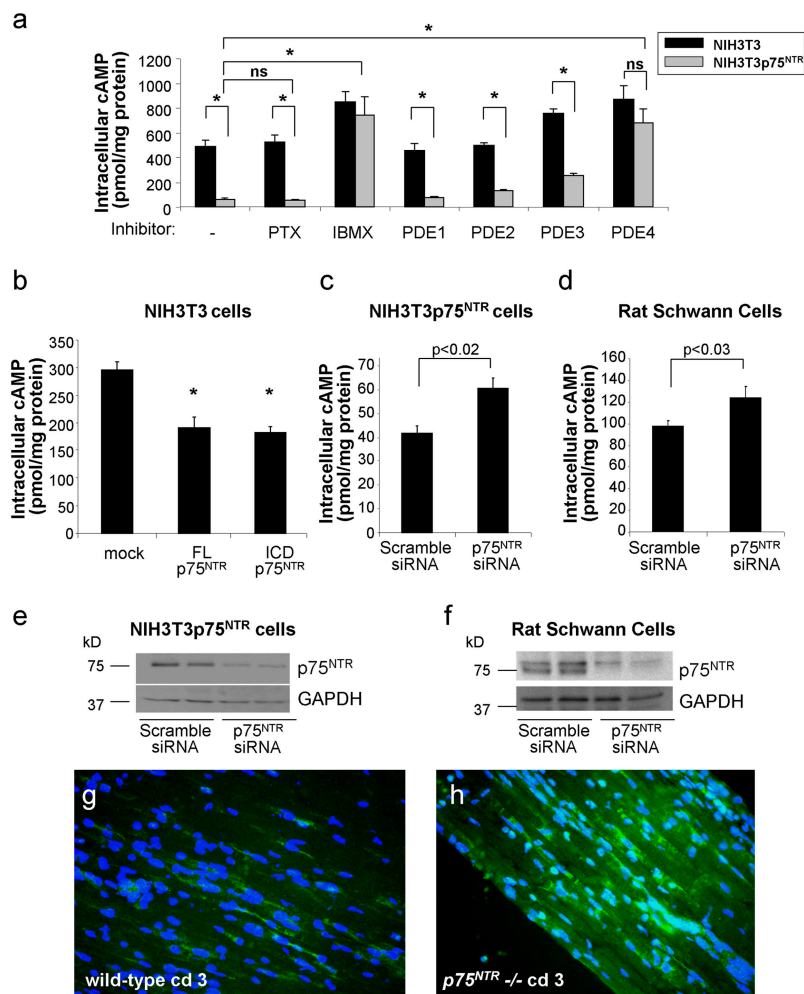 a
*
*
ns
NIH3T3
NIH3T3p75NTR
Intracellular cAMP
(pmol/mg protein)
1200
1000
800
600
400
200
0
* * * * * ns
Inhibitor: - PTX IBMX PDE1 PDE2 PDE3 PDE4
b
NIH3T3 cells
Intracellular cAMP
(pmol/mg protein)
350
300
250
200
150
100
50
0
* *
mock FL p75NTR ICD p75NTR
c
NIH3T3p75NTR cells
Intracellular cAMP
(pmol/mg protein)
70
60
50
40
30
20
10
0
p<0.02
Scramble siRNA p75NTR siRNA
d
Rat Schwann Cells
Intracellular cAMP
(pmol/mg protein)
160
140
120
100
80
60
40
20
0
p<0.03
Scramble siRNA p75NTR siRNA
e
NIH3T3p75NTR cells
kD
75
p75NTR
37
GAPDH
Scramble siRNA p75NTR siRNA
f
Rat Schwann Cells
kD
75
p75NTR
37
GAPDH
Scramble siRNA p75NTR siRNA
g
wild-type cd 3
h
p75NTR -/- cd 3